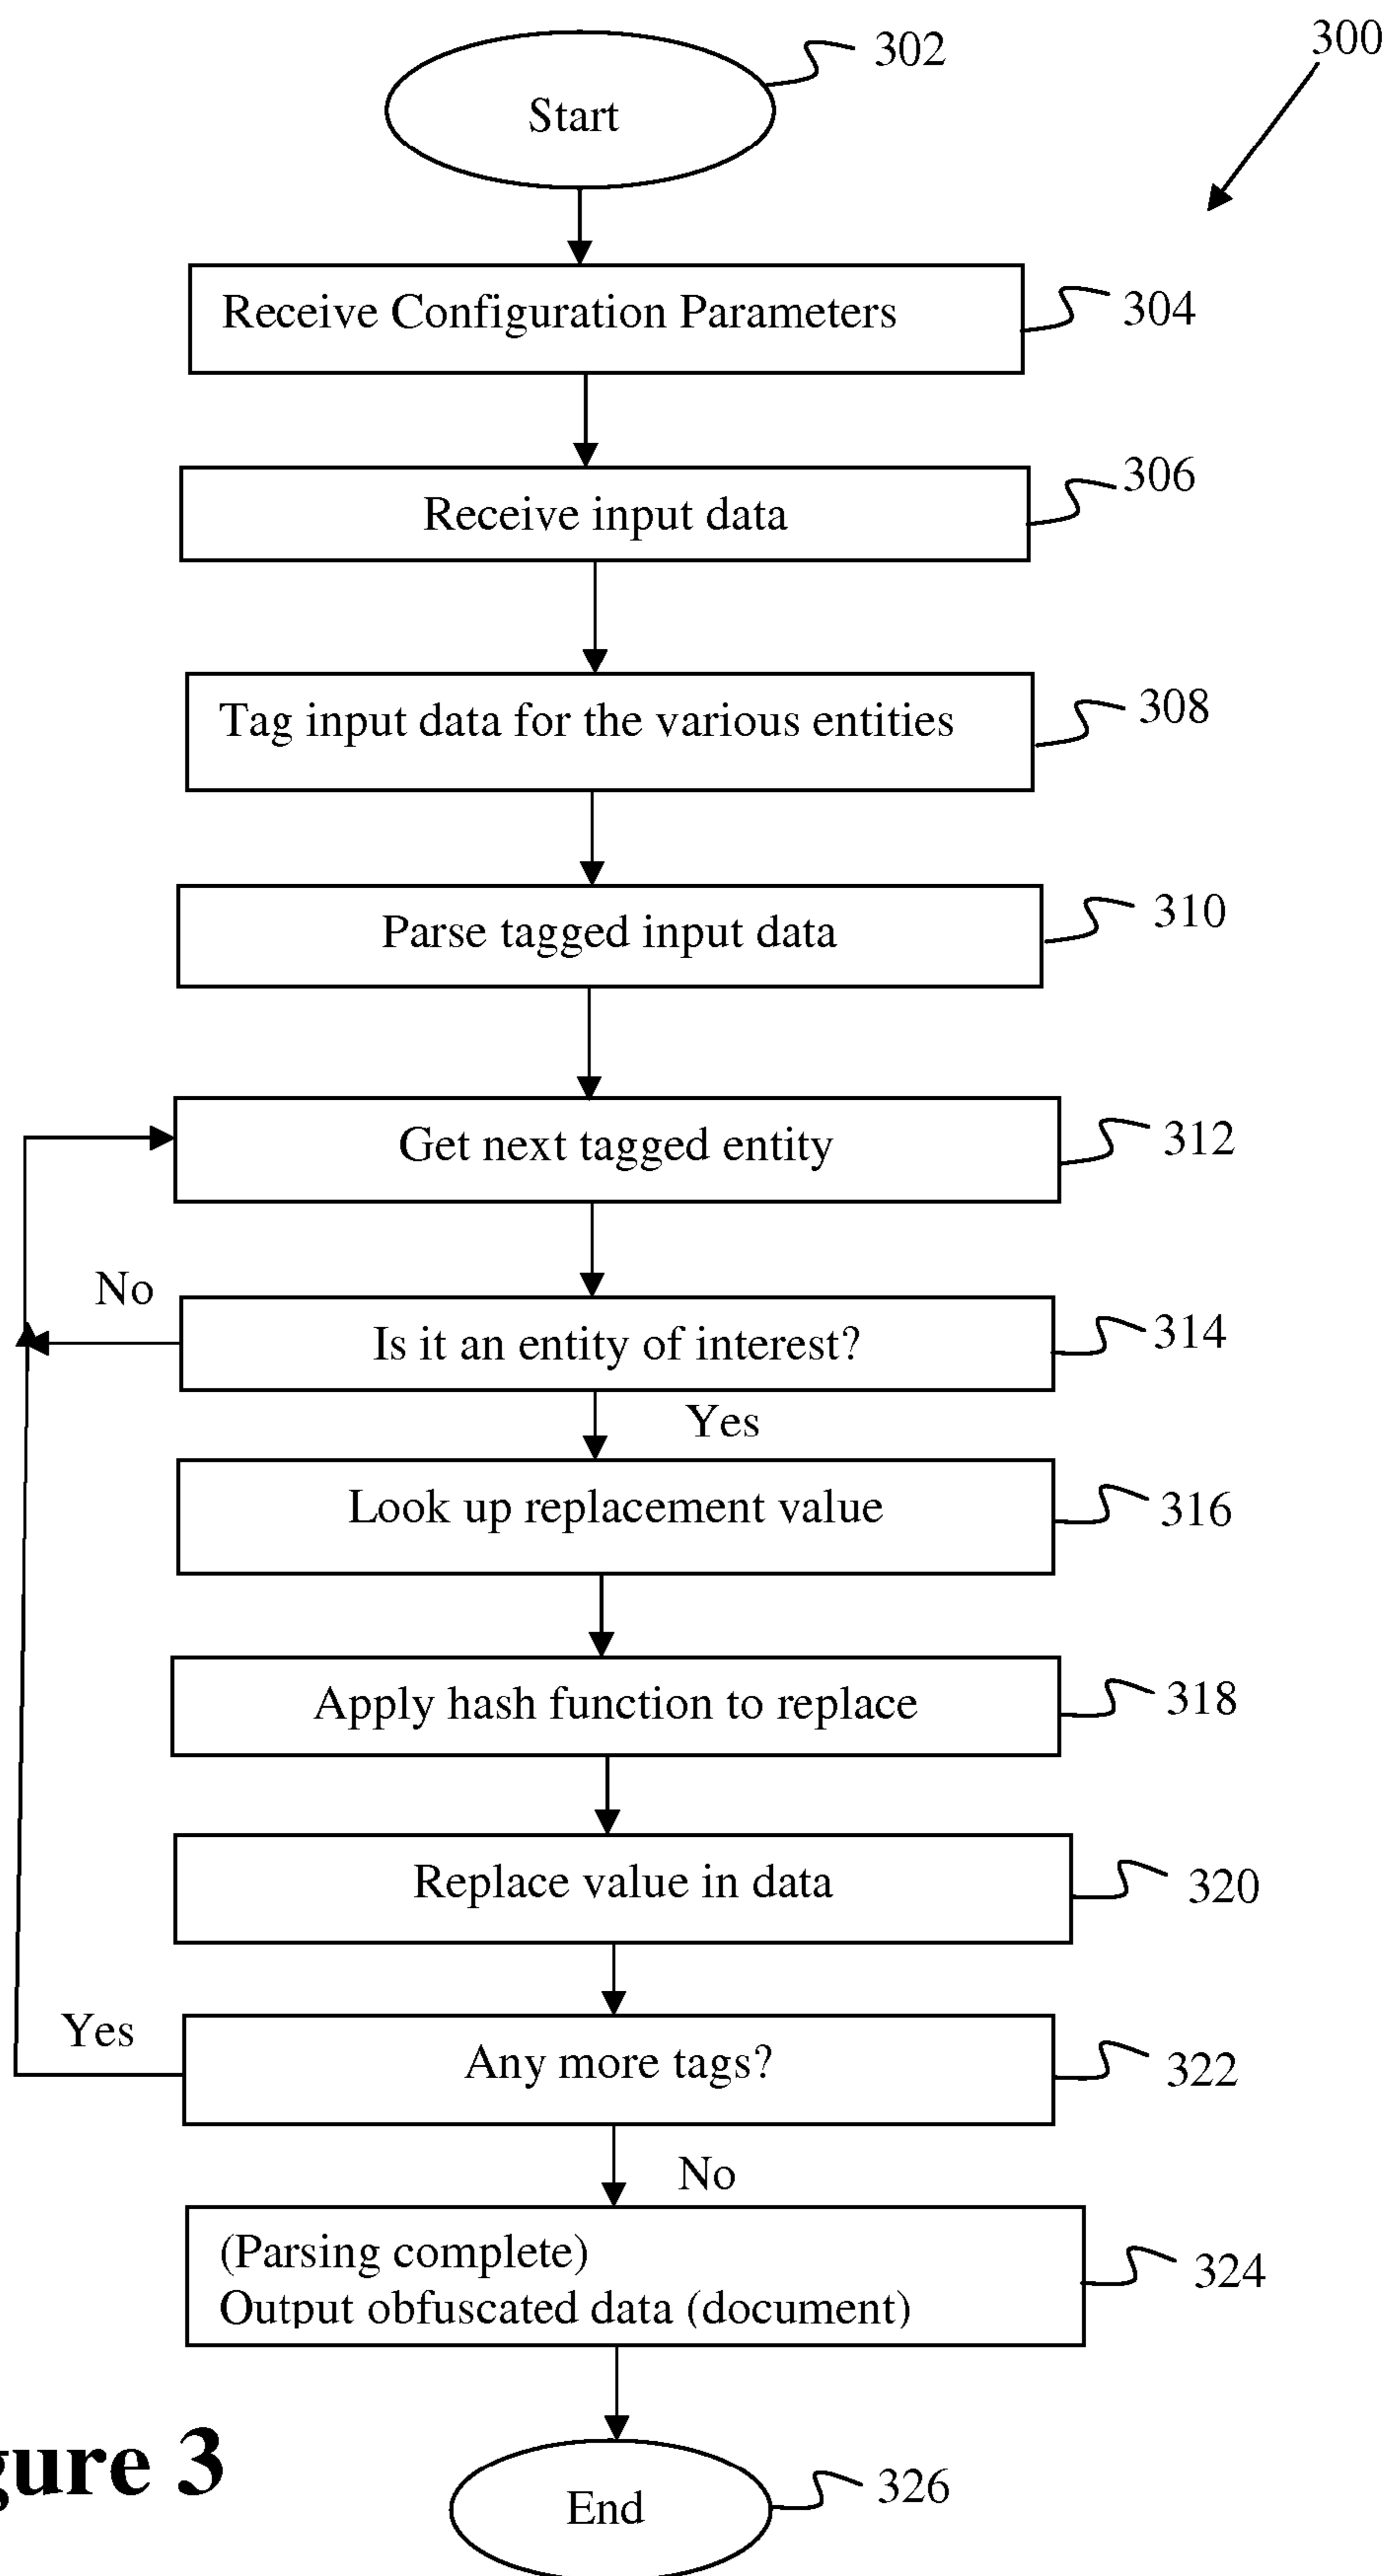 300
302
Start
Receive Configuration Parameters
304
Receive input data
306
Tag input data for the various entities
308
Parse tagged input data
310
Get next tagged entity
312
No
Is it an entity of interest?
314
Yes
Look up replacement value
316
Apply hash function to replace
318
Replace value in data
320
Yes
Any more tags?
322
No
(Parsing complete)
Output obfuscated data (document)
324
End
326
gure 3